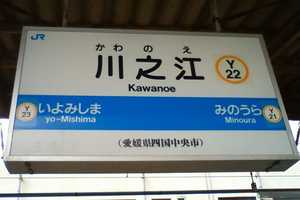 JR
かわのえ
川之江
Kawanoe
Y
22
Y
23
いよみしま
yo-Mishima
みのうら
Minoura
Y
21
(愛媛県四国中央市)